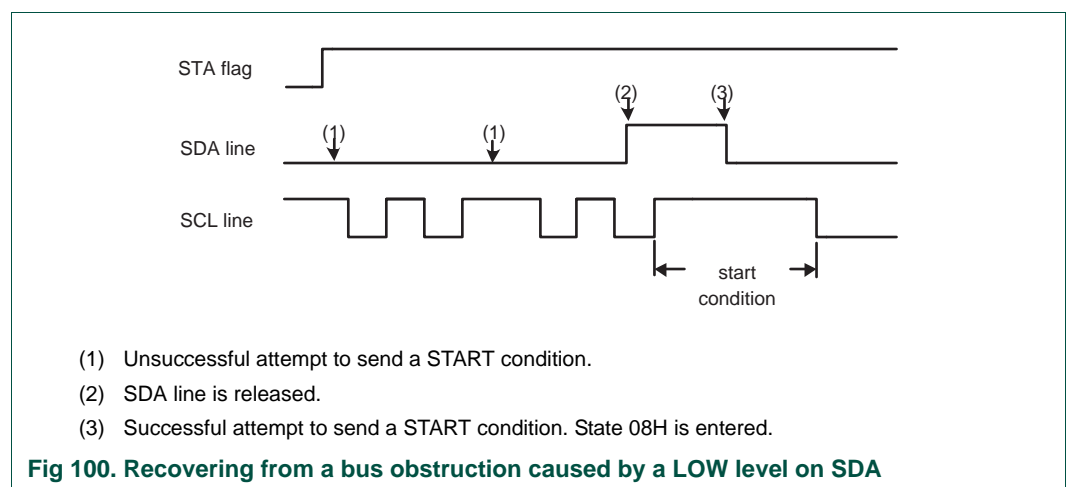 STA flag
(2) (3)
(1) (1)
SDA line
SCL line
start
condition
(1) Unsuccessful attempt to send a START condition.
(2) SDA line is released.
(3) Successful attempt to send a START condition. State 08H is entered.
Fig 100. Recovering from a bus obstruction caused by a LOW level on SDA